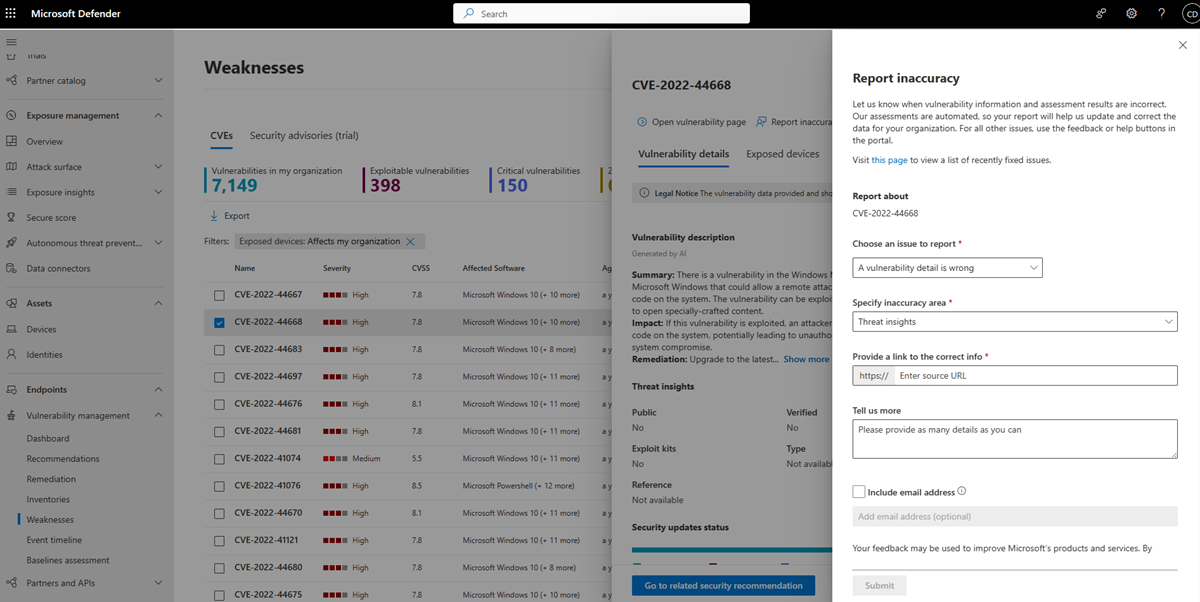 Microsoft Defender
Search
CD
Trials
Partner catalog
Exposure management
Overview
Attack surface
Exposure insights
Secure score
Autonomous threat prevent...
Data connectors
Assets
Devices
Identities
Endpoints
Vulnerability management
Dashboard
Recommendations
Remediation
Inventories
Weaknesses
Event timeline
Baselines assessment
Partners and APIs
Weaknesses
CVEs Security advisories (trial)
Vulnerabilities in my organization Exploitable vulnerabilities Critical vulnerabilities Z
7,149 398 150
Export
Filters: Exposed devices: Affects my organization
Name Severity CVSS Affected Software Ag
CVE-2022-44667 High 7.8 Microsoft Windows 10 (+ 10 more) a y
CVE-2022-44668 High 7.8 Microsoft Windows 10 (+ 10 more) a y
CVE-2022-44683 High 7.8 Microsoft Windows 10 (+ 8 more) a y
CVE-2022-44697 High 7.8 Microsoft Windows 10 (+ 11 more) a y
CVE-2022-44676 High 8.1 Microsoft Windows 10 (+ 11 more) a y
CVE-2022-44681 High 7.8 Microsoft Windows 10 (+ 11 more) a y
CVE-2022-41074 Medium 5.5 Microsoft Windows 10 (+ 11 more) a y
CVE-2022-41076 High 8.5 Microsoft Powershell (+ 12 more) a y
CVE-2022-44670 High 8.1 Microsoft Windows 10 (+ 11 more) a y
CVE-2022-41121 High 7.8 Microsoft Windows 10 (+ 11 more) a y
CVE-2022-44680 High 7.8 Microsoft Windows 10 (+ 8 more) a y
CVE-2022-44675 High 7.8 Microsoft Windows 10 (+ 11 more) a y
CVE-2022-44668
Open vulnerability page Report inaccura
Vulnerability details Exposed devices
Legal Notice The vulnerability data provided and sho
Vulnerability description
Generated by AI
Summary: There is a vulnerability in the Windows M
Microsoft Windows that could allow a remote attac
code on the system. The vulnerability can be exploi
to open specially-crafted content.
Impact: If this vulnerability is exploited, an attacker
code on the system, potentially leading to unautho
system compromise.
Remediation: Upgrade to the latest... Show more
Threat insights
Public Verified
No No
Exploit kits Type
No Not availabl
Reference
Not available
Security updates status
Go to related security recommendation
Report inaccuracy
Let us know when vulnerability information and assessment results are incorrect.
Our assessments are automated, so your report will help us update and correct the
data for your organization. For all other issues, use the feedback or help buttons in
the portal.
Visit this page to view a list of recently fixed issues.
Report about
CVE-2022-44668
Choose an issue to report *
A vulnerability detail is wrong
Specify inaccuracy area *
Threat insights
Provide a link to the correct info *
https:// Enter source URL
Tell us more
Please provide as many details as you can
Include email address
Add email address (optional)
Your feedback may be used to improve Microsoft's products and services. By
Submit